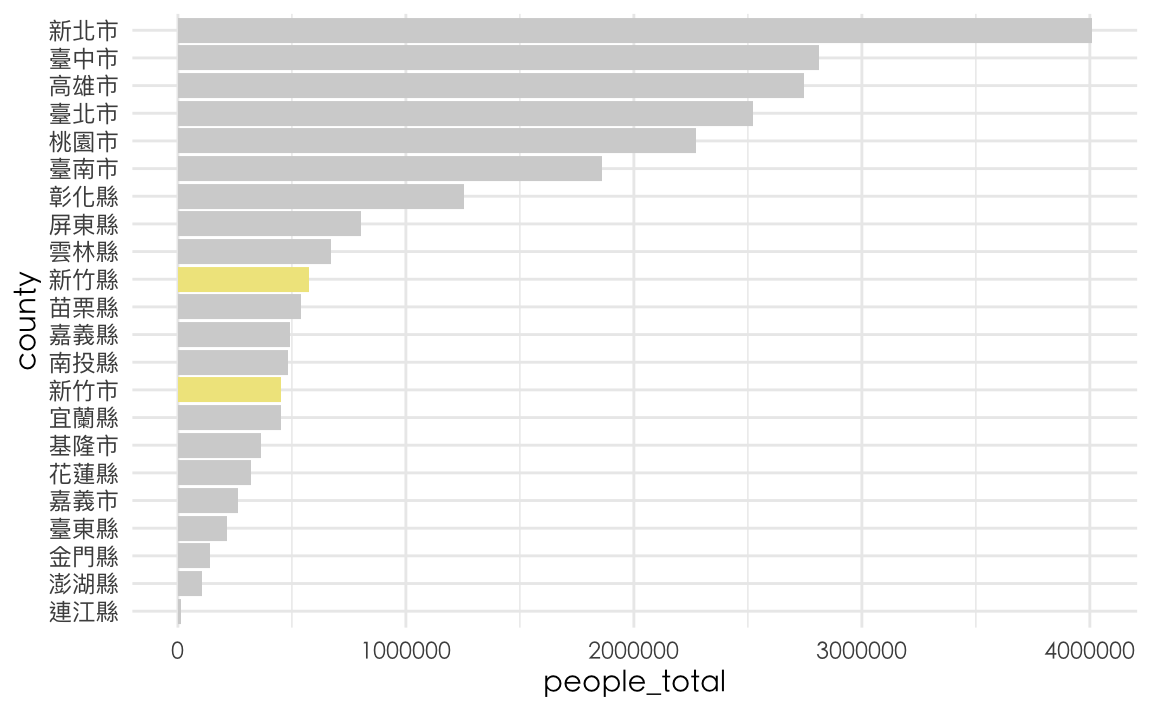 新北市
臺中市
高雄市
臺北市
桃園市
臺南市
彰化縣
屏東縣
雲林縣
新竹縣
苗栗縣
嘉義縣
南投縣
新竹市
宜蘭縣
基隆市
花蓮縣
嘉義市
臺東縣
金門縣
澎湖縣
連江縣
county
0 1000000 2000000 3000000 4000000
people_total